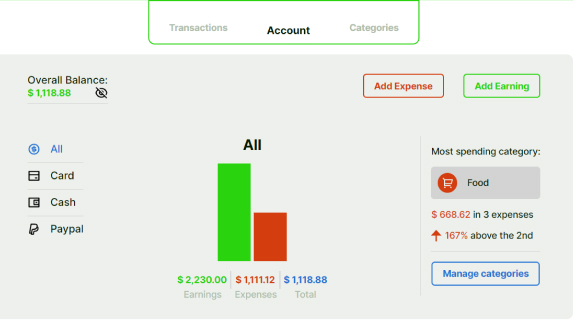 Transactions
Account
Categories
Overall Balance:
$ 1,118.88
Add Expense
Add Earning
All
Card
Cash
Paypal
All
$ 2,230.00
$ 1,111.12
$ 1,118.88
Earnings
Expenses
Total
Most spending category:
Food
$ 668.62 in 3 expenses
167% above the 2nd
Manage categories